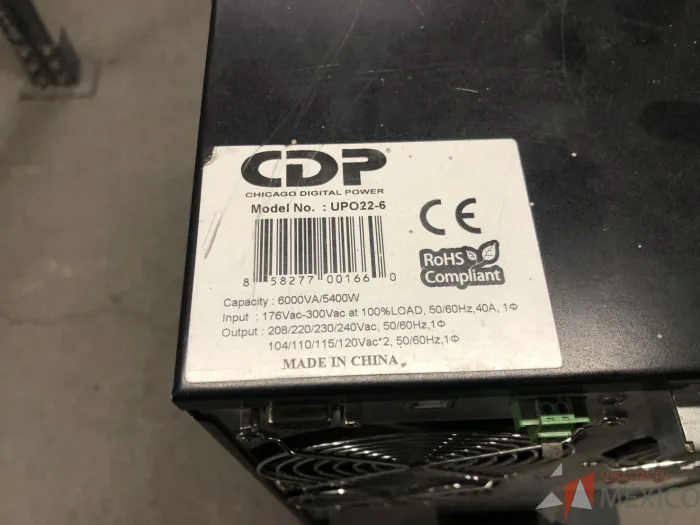 CDP®
CHICAGO DIGITAL POWER
Model No. : UPO22-6
8 58277 00166 0
CE
RoHS
Compliant
Capacity : 6000VA/5400W
Input : 176Vac-300Vac at 100%LOAD, 50/60Hz,40A, 1Φ
Output : 208/220/230/240Vac, 50/60Hz,1Φ
104/110/115/120Vac*2, 50/60Hz,1Φ
MADE IN CHINA
MEXICO